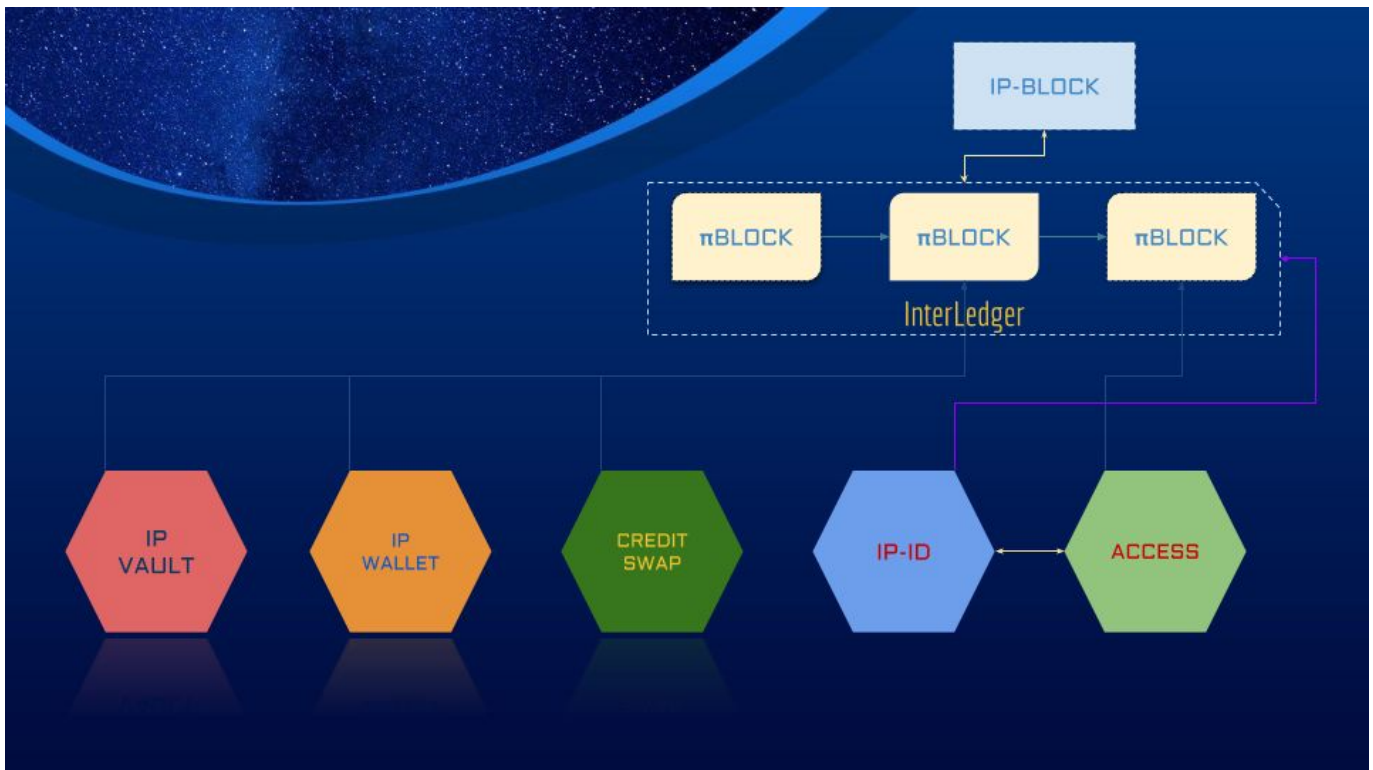 IP-BLOCK
πBLOCK
πBLOCK
πBLOCK
InterLedger
IP
VAULT
IP
WALLET
CREDIT
SWAP
IP-ID
ACCESS